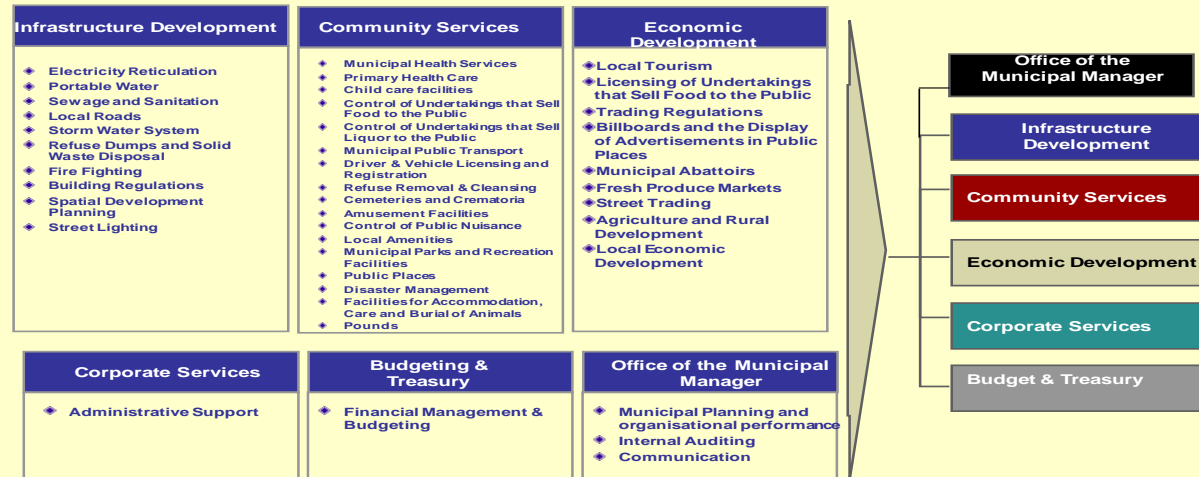 Infrastructure Development
Electricity Reticulation
Portable Water
Sewage and Sanitation
Local Roads
Storm Water System
Refuse Dumps and Solid
Waste Disposal
Fire Fighting
Building Regulations
Spatial Development
Planning
Street Lighting
Community Services
Municipal Health Services
Primary Health Care
Child care facilities
Control of Undertakings that Sell
Food to the Public
Control of Undertakings that Sell
Liquor to the Public
Municipal Public Transport
Driver & Vehicle Licensing and
Registration
Refuse Removal & Cleansing
Cemeteries and Crematoria
Amusement Facilities
Control of Public Nuisance
Local Amenities
Municipal Parks and Recreation
Facilities
Public Places
Disaster Management
Facilities for Accommodation,
Care and Burial of Animals
Pounds
Economic
Development
Local Tourism
Licensing of Undertakings
that Sell Food to the Public
Trading Regulations
Billboards and the Display
of Advertisements in Public
Places
Municipal Abattoirs
Fresh Produce Markets
Street Trading
Agriculture and Rural
Development
Local Economic
Development
Corporate Services
Administrative Support
Budgeting &
Treasury
Financial Management &
Budgeting
Office of the Municipal
Manager
Municipal Planning and
organisational performance
Internal Auditing
Communication
Office of the
Municipal Manager
Infrastructure
Development
Community Services
Economic Development
Corporate Services
Budget & Treasury